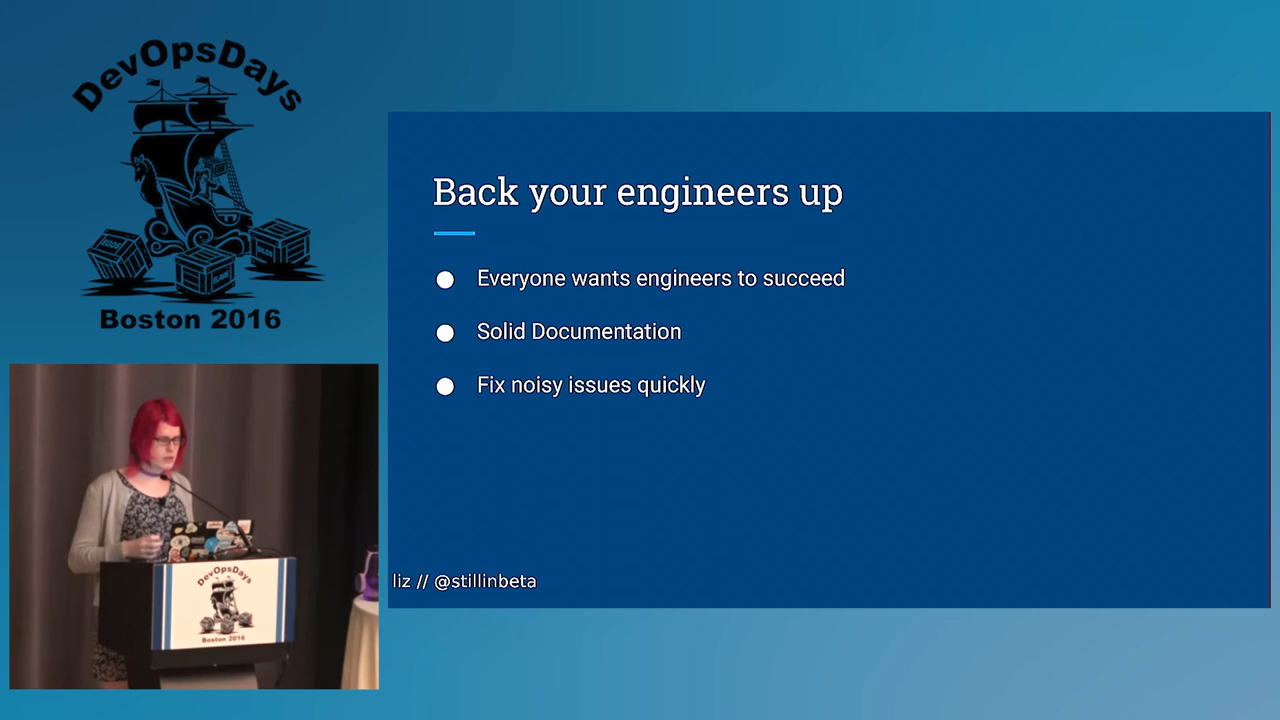 DevOpsDays
Boston 2016
Back your engineers up
Everyone wants engineers to succeed
Solid Documentation
Fix noisy issues quickly
liz // @stillinbeta
DevOpsDays
Boston 2016